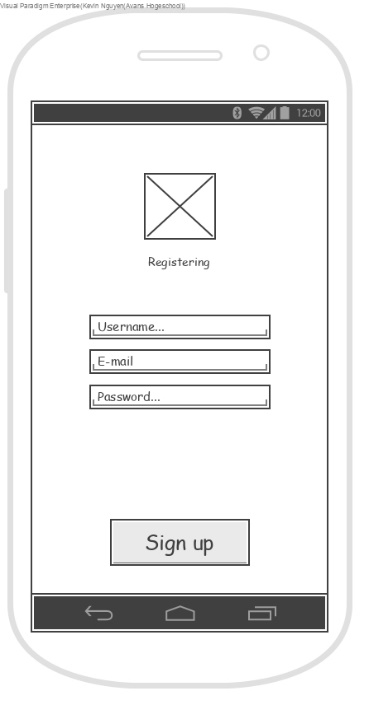 Visual Paradigm Enterprise(Kevin Nguyen(Avans Hogeschool))
12:00
Registering
Username...
E-mail
Password...
Sign up